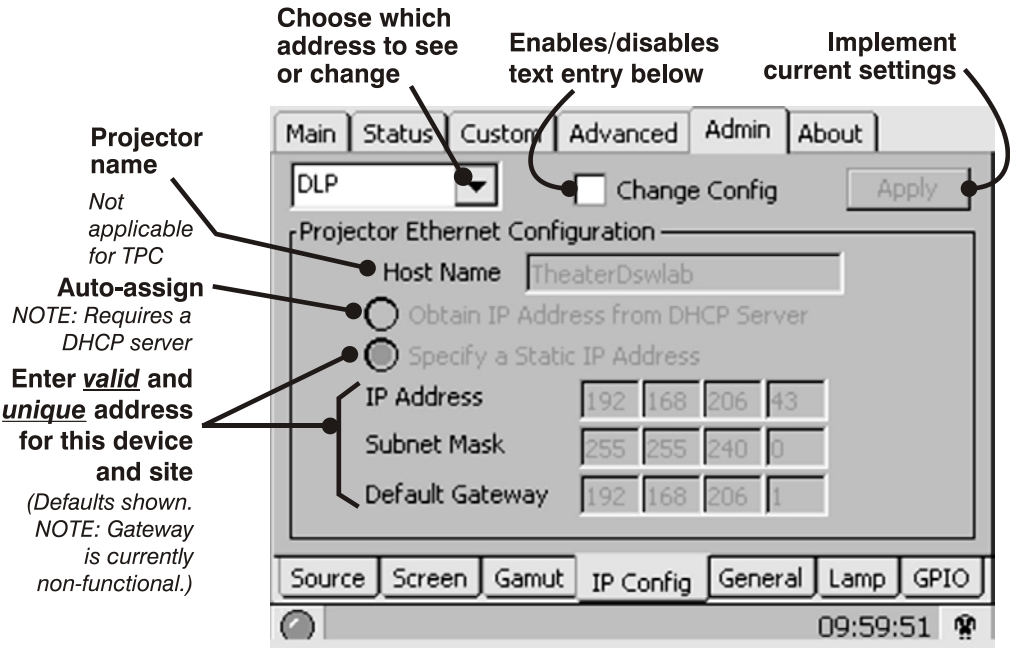 Choose which
address to see
or change
Enables/disables
text entry below
Implement
current settings
Projector
name
Not
applicable
for TPC
Auto-assign
NOTE: Requires a
DHCP server
Enter valid and
unique address
for this device
and site
(Defaults shown.
NOTE: Gateway
is currently
non-functional.)
Main Status Custom Advanced Admin About
DLP Change Config Apply
Projector Ethernet Configuration
Host Name TheaterDswlab
Obtain IP Address from DHCP Server
Specify a Static IP Address
IP Address 192 168 206 43
Subnet Mask 255 255 240 0
Default Gateway 192 168 206 1
Source Screen Gamut IP Config General Lamp GPIO
09:59:51